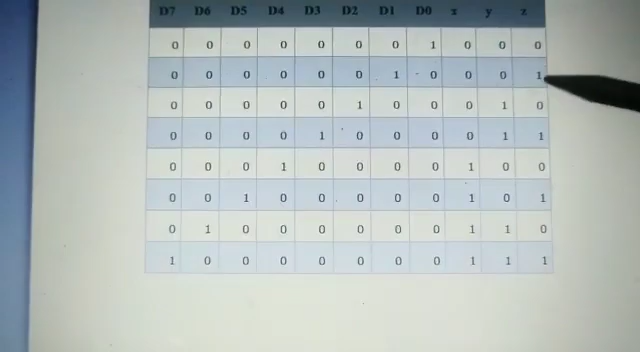 D7 D6 D5 D4 D3 D2 D1 D0 x y z
0 0 0 0 0 0 0 1 0 0 0
0 0 0 0 0 0 1 0 0 0 1
0 0 0 0 0 1 0 0 0 1 0
0 0 0 0 1 0 0 0 0 1 1
0 0 0 1 0 0 0 0 1 0 0
0 0 1 0 0 0 0 0 1 0 1
0 1 0 0 0 0 0 0 1 1 0
1 0 0 0 0 0 0 0 1 1 1